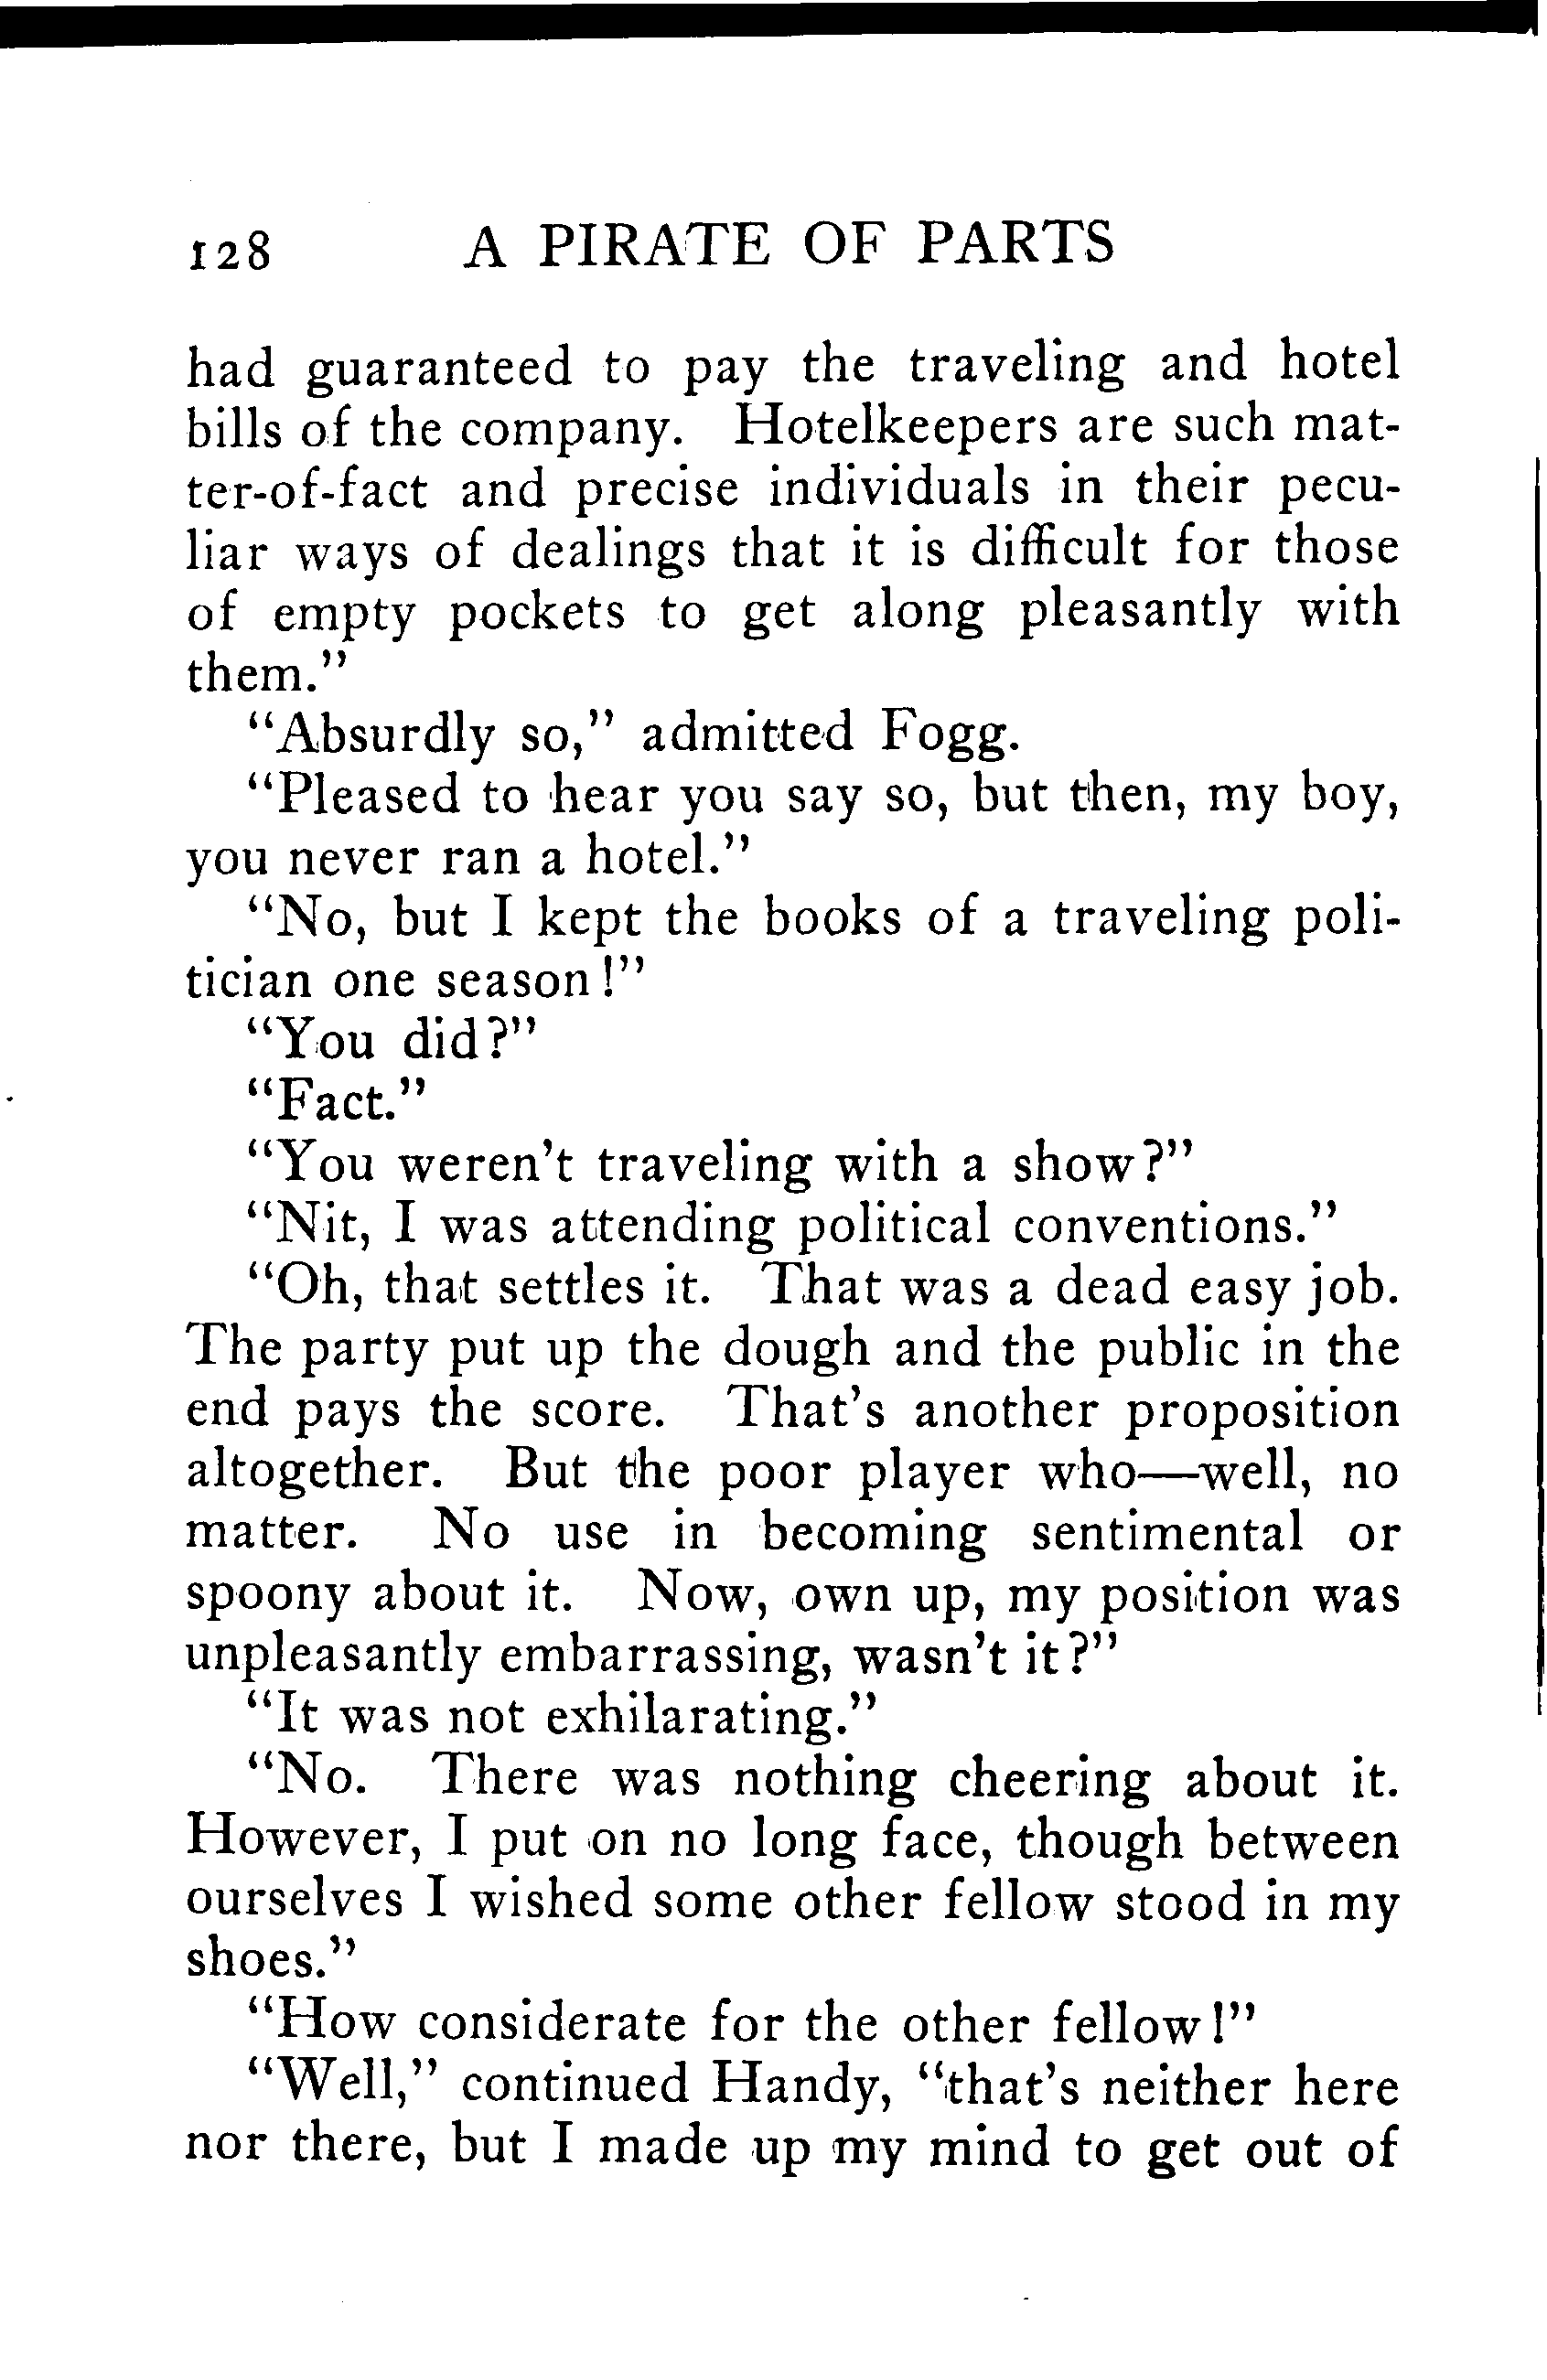 128 A PIRATE OF PARTS
had guaranteed to pay the traveling and hotel
bills of the company. Hotelkeepers are such mat-
ter-of-fact and precise individuals in their pecu-
liar ways of dealings that it is difficult for those
of empty pockets to get along pleasantly with
them."
"Absurdly so," admitted Fogg.
"Pleased to hear you say so, but then, my boy,
you never ran a hotel."
"No, but I kept the books of a traveling poli-
tician one season!"
"You did?"
"Fact."
"You weren't traveling with a show?"
"Nit, I was attending political conventions."
"Oh, that settles it. That was a dead easy job.
The party put up the dough and the public in the
end pays the score. That's another proposition
altogether. But the poor player who—well, no
matter. No use in becoming sentimental or
spoony about it. Now, own up, my position was
unpleasantly embarrassing, wasn't it?"
"It was not exhilarating."
"No. There was nothing cheering about it.
However, I put on no long face, though between
ourselves I wished some other fellow stood in my
shoes."
"How considerate for the other fellow!"
"Well," continued Handy, "that's neither here
nor there, but I made up my mind to get out of